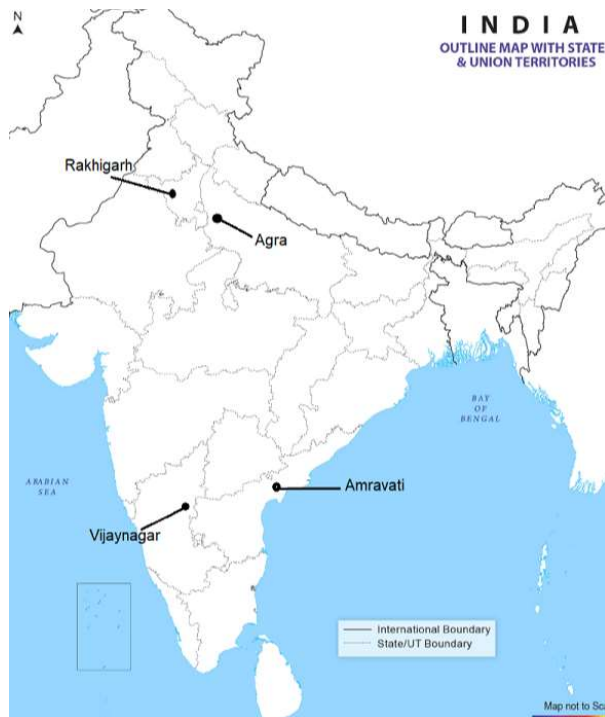 N
INDIA
OUTLINE MAP WITH STATE
& UNION TERRITORIES
Rakhigarh
Agra
BAY
OF
BENGAL
ARABIAN
SEA
Amravati
Vijaynagar
International Boundary
State/UT Boundary
Map not to Sca